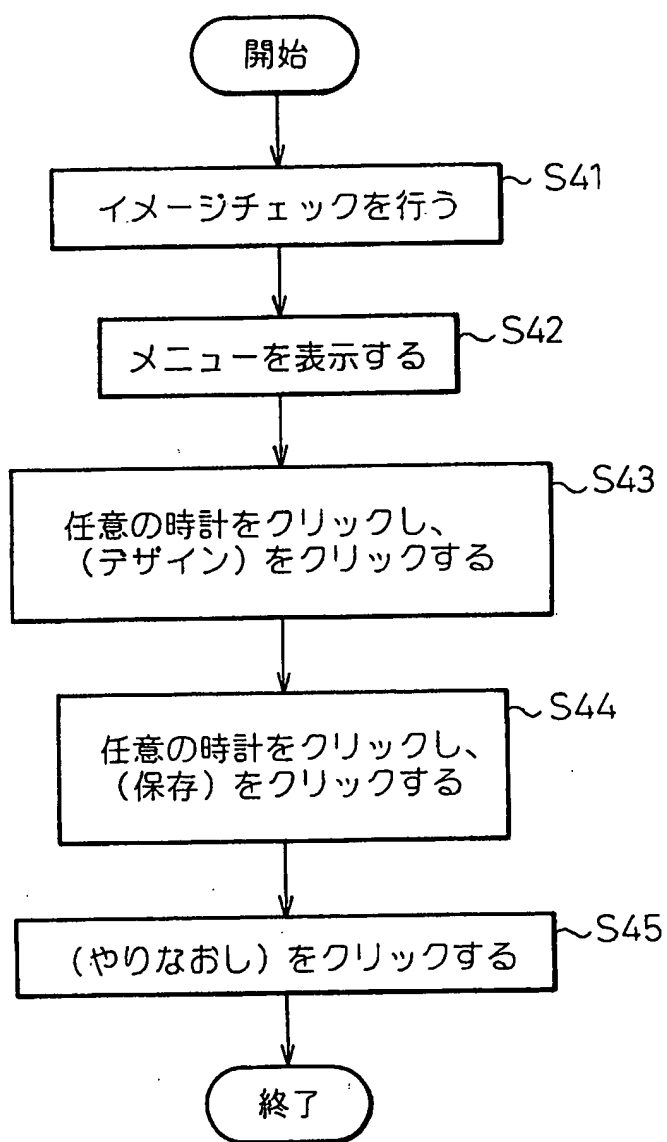 開始
イメージチェックを行う
S41
メニューを表示する
S42
任意の時計をクリックし、
(デザイン)をクリックする
S43
任意の時計をクリックし、
(保存)をクリックする
S44
(やりなおし)をクリックする
S45
終了